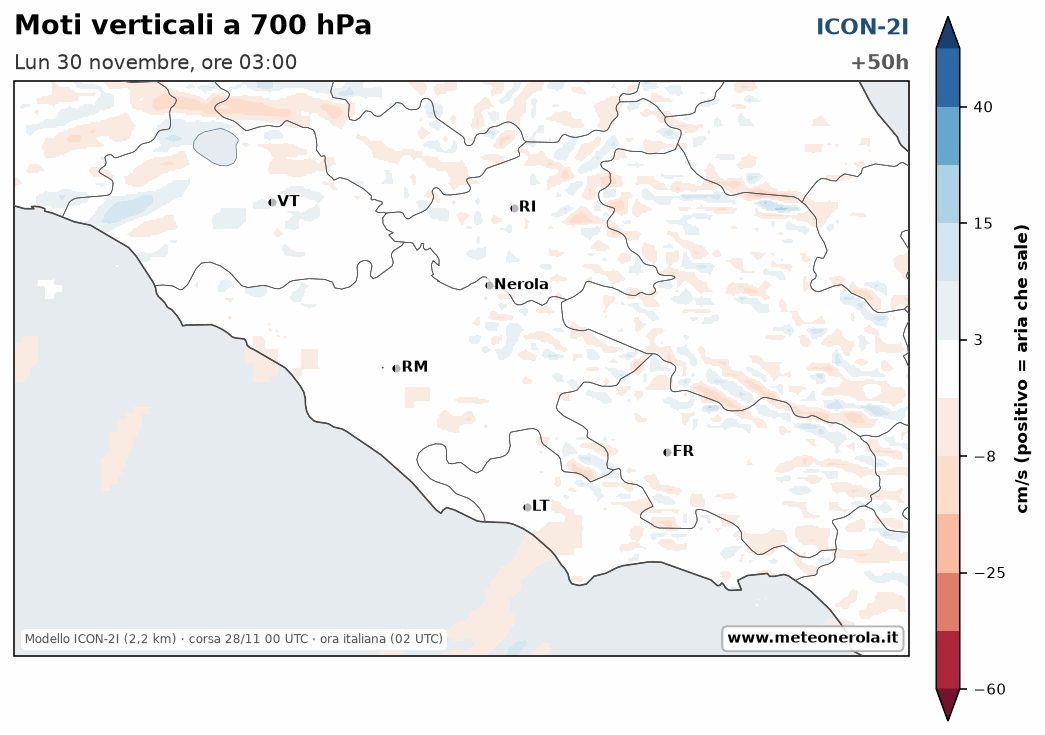 Moti verticali a 700 hPa
ICON-2I
Lun 30 novembre, ore 03:00
+50h
VT
RI
Nerola
RM
FR
LT
Modello ICON-2I (2,2 km) · corsa 28/11 00 UTC · ora italiana (02 UTC)
www.meteonerola.it
40
15
3
−8
−25
−60
cm/s (positivo = aria che sale)